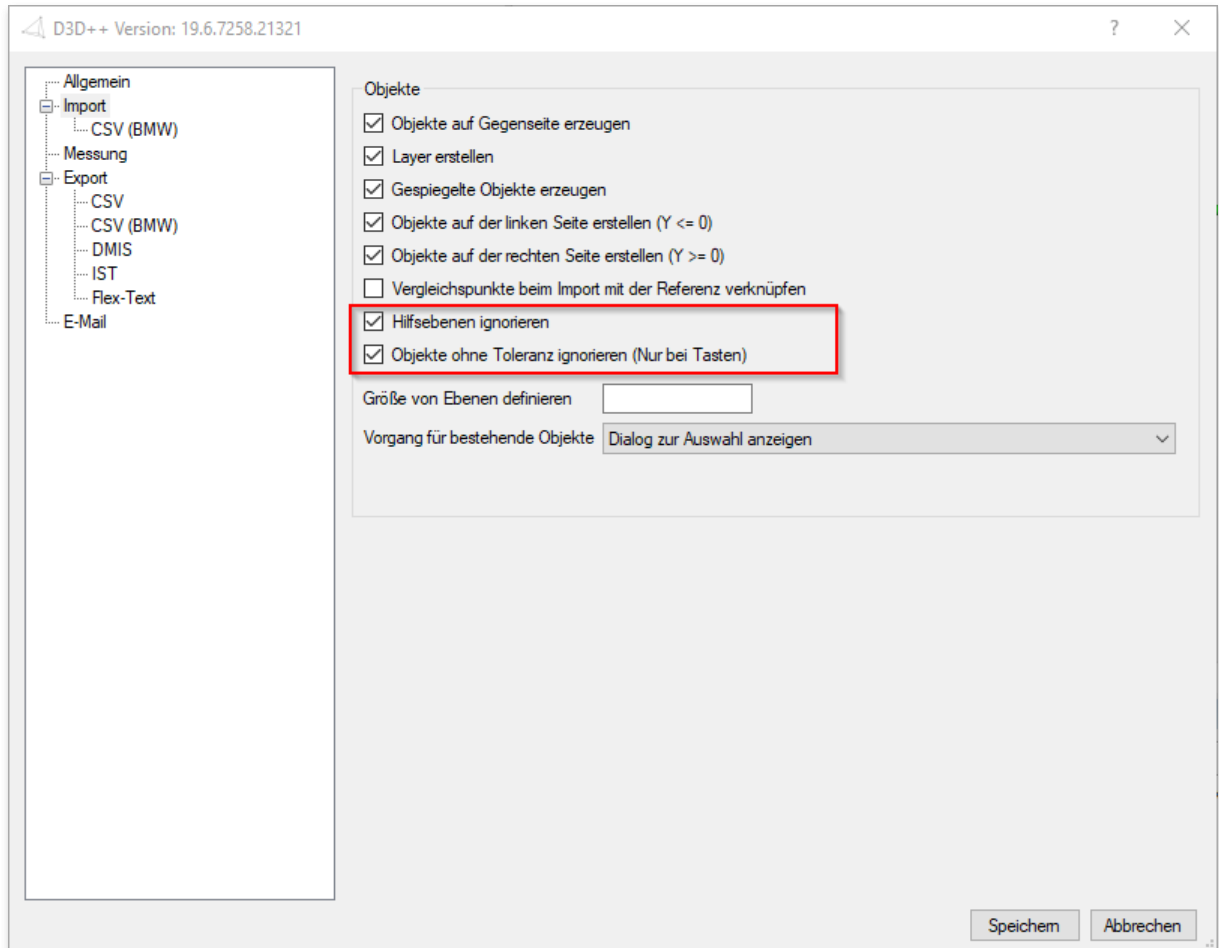 D3D++ Version: 19.6.7258.21321
?
Allgemein
Import
CSV (BMW)
Messung
Export
CSV
CSV (BMW)
DMIS
IST
Flex-Text
E-Mail
Objekte
Objekte auf Gegenseite erzeugen
Layer erstellen
Gespiegelte Objekte erzeugen
Objekte auf der linken Seite erstellen (Y <= 0)
Objekte auf der rechten Seite erstellen (Y >= 0)
Vergleichspunkte beim Import mit der Referenz verknüpfen
Hilfsebenen ignorieren
Objekte ohne Toleranz ignorieren (Nur bei Tasten)
Größe von Ebenen definieren
Vorgang für bestehende Objekte Dialog zur Auswahl anzeigen
Speichern Abbrechen